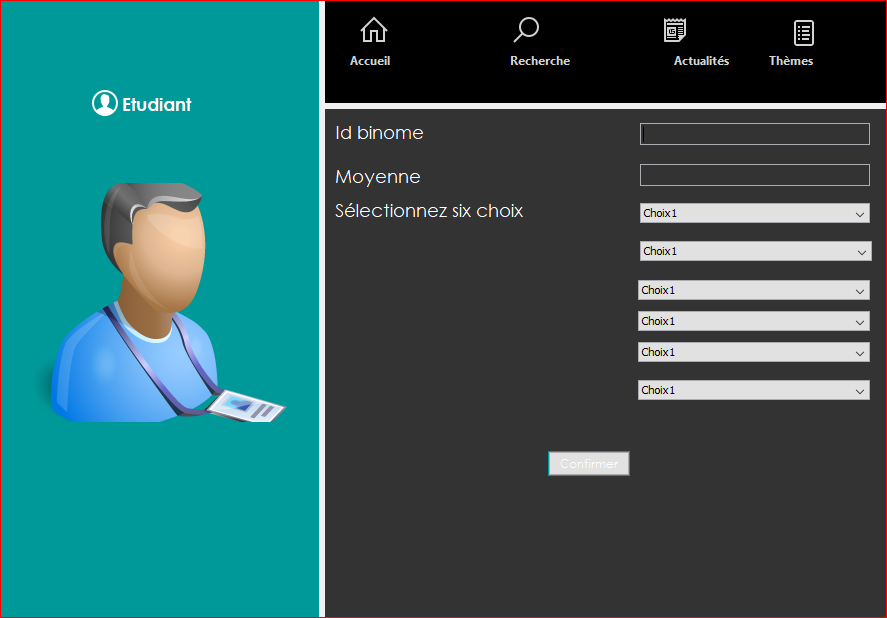 Accueil Recherche Actualités Thèmes
Etudiant
Id binome
Moyenne
Sélectionnez six choix
Choix1
Choix1
Choix1
Choix1
Choix1
Choix1
Confirmer